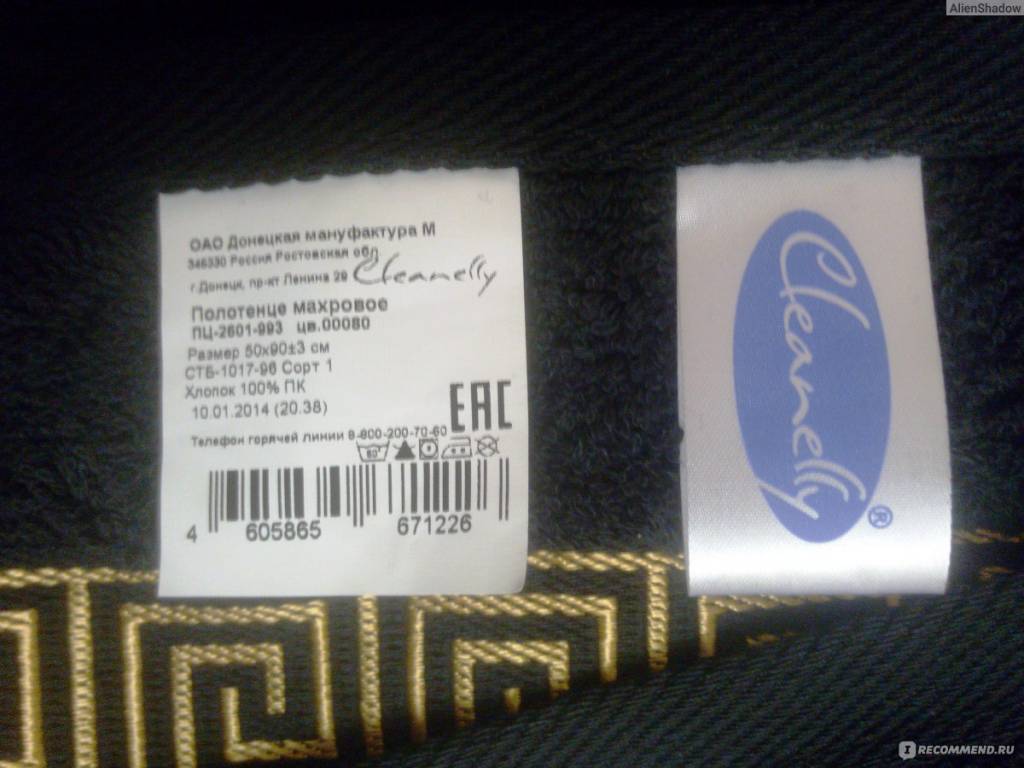 AlienShadow
ОАО Донецкая мануфактура М
346330 Россия Ростовская обл
г.Донецк, пр-кт Ленина 29 Cleanelly
Полотенце махровое
ПЦ-2601-993 цв.00080
Размер 50х90±3 см
СТБ-1017-96 Сорт 1
Хлопок 100% ПК
10.01.2014 (20.38)
ЕАС
Телефон горячей линии 8-800-200-70-60
60°
4 605865 671226
Cleanelly®
IRECOMMEND.RU